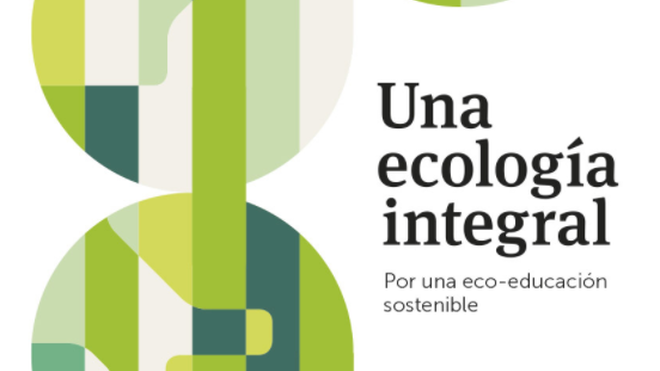 Una
ecología
integral
Por una eco-educación
sostenible